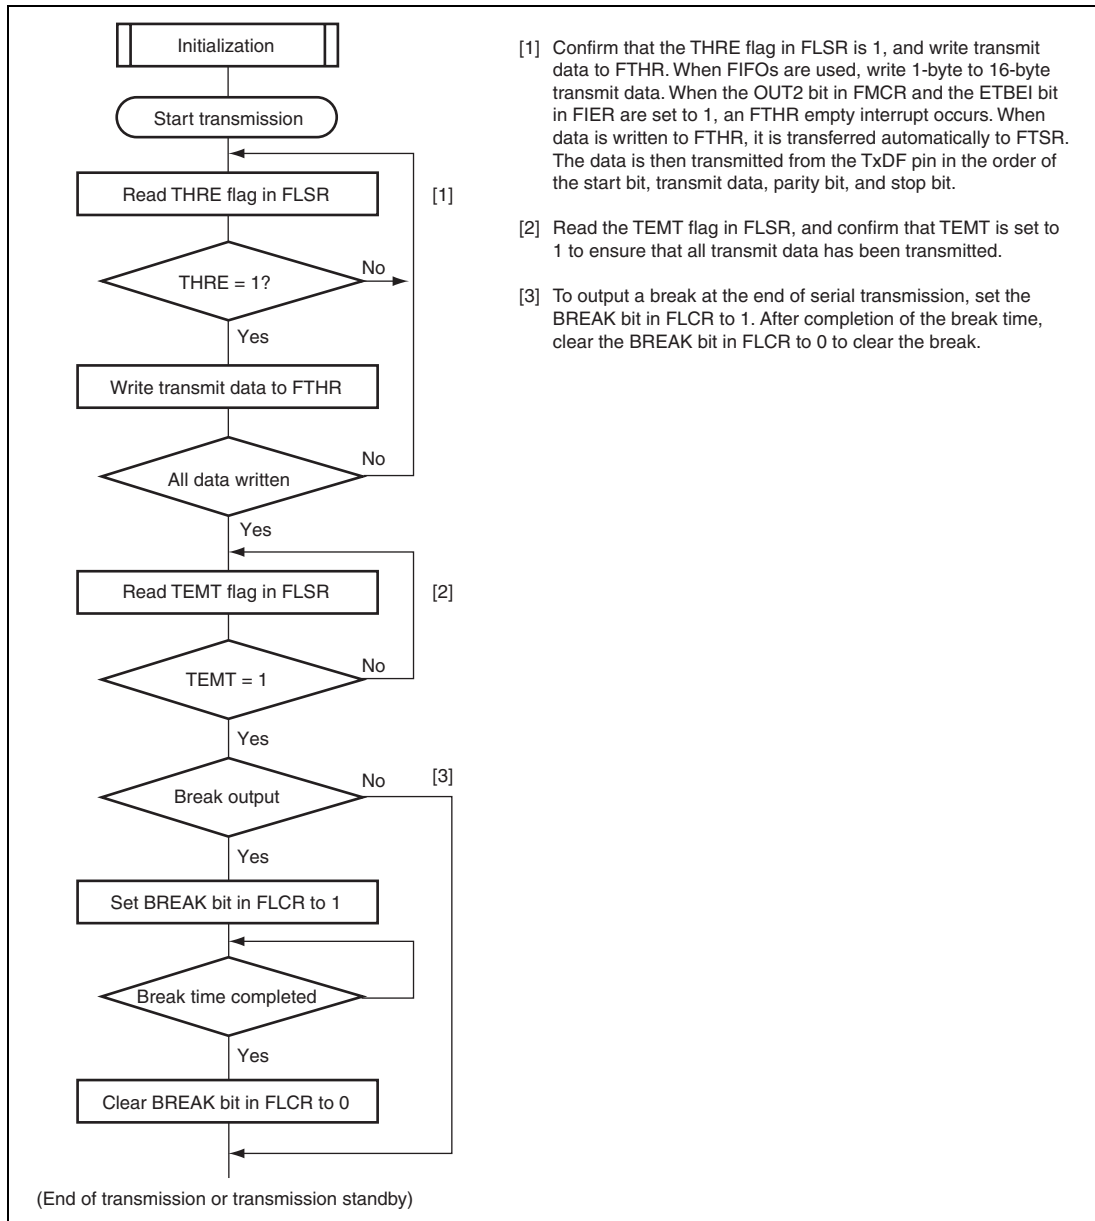 Initialization
Start transmission
Read THRE flag in FLSR
[1]
THRE = 1?
No
Yes
Write transmit data to FTHR
All data written
No
Yes
Read TEMT flag in FLSR
[2]
TEMT = 1
No
Yes
Break output
No
[3]
Yes
Set BREAK bit in FLCR to 1
Break time completed
Yes
Clear BREAK bit in FLCR to 0
(End of transmission or transmission standby)
[1] Confirm that the THRE flag in FLSR is 1, and write transmit
data to FTHR. When FIFOs are used, write 1-byte to 16-byte
transmit data. When the OUT2 bit in FMCR and the ETBEI bit
in FIER are set to 1, an FTHR empty interrupt occurs. When
data is written to FTHR, it is transferred automatically to FTSR.
The data is then transmitted from the TxDF pin in the order of
the start bit, transmit data, parity bit, and stop bit.
[2] Read the TEMT flag in FLSR, and confirm that TEMT is set to
1 to ensure that all transmit data has been transmitted.
[3] To output a break at the end of serial transmission, set the
BREAK bit in FLCR to 1. After completion of the break time,
clear the BREAK bit in FLCR to 0 to clear the break.